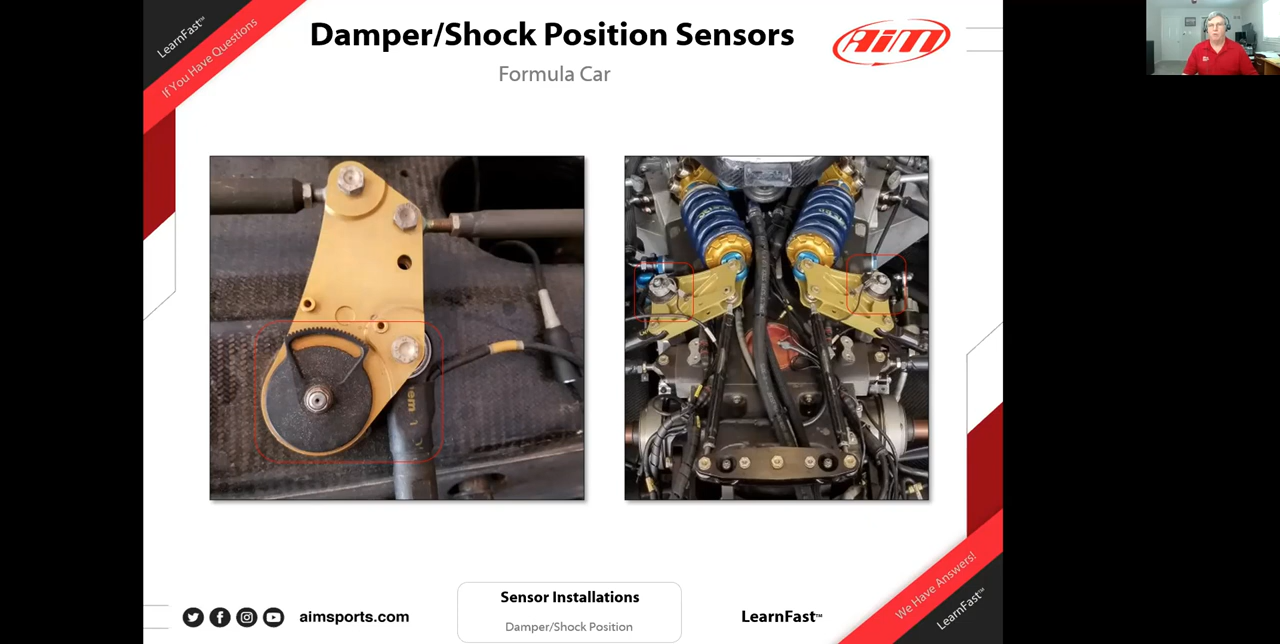 LearnFast™
If You Have Questions
Damper/Shock Position Sensors
AiM
Formula Car
em
Sensor Installations
Damper/Shock Position
aimsports.com
LearnFast™
We Have Answers!
LearnFast™